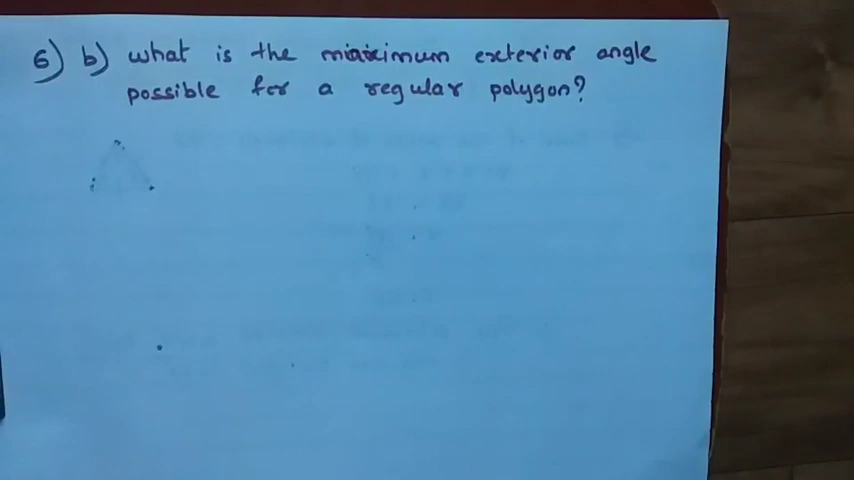 6) b) what is the maximum exterior angle
possible for a regular polygon?